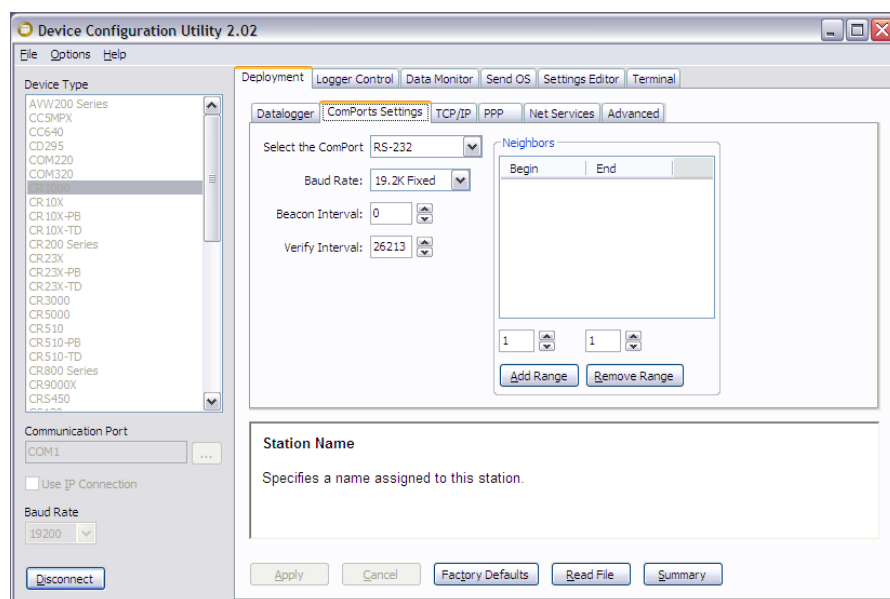 Device Configuration Utility 2.02
File Options Help
Device Type
AVW200 Series
CC5MPX
CC640
CD295
COM220
COM320
CR1000
CR10X
CR10X-PB
CR10X-TD
CR200 Series
CR23X
CR23X-PB
CR23X-TD
CR3000
CR5000
CR510
CR510-PB
CR510-TD
CR800 Series
CR9000X
CRS450
Communication Port
COM1
...
Use IP Connection
Baud Rate
19200
Disconnect
Deployment Logger Control Data Monitor Send OS Settings Editor Terminal
Datalogger ComPorts Settings TCP/IP PPP Net Services Advanced
Select the ComPort RS-232
Baud Rate: 19.2K Fixed
Beacon Interval: 0
Verify Interval: 26213
Neighbors
Begin End
1 1
Add Range Remove Range
Station Name
Specifies a name assigned to this station.
Apply Cancel Factory Defaults Read File Summary